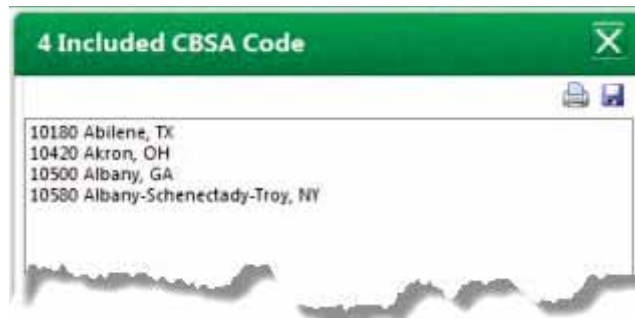 4 Included CBSA Code
10180 Abilene, TX
10420 Akron, OH
10500 Albany, GA
10580 Albany-Schenectady-Troy, NY